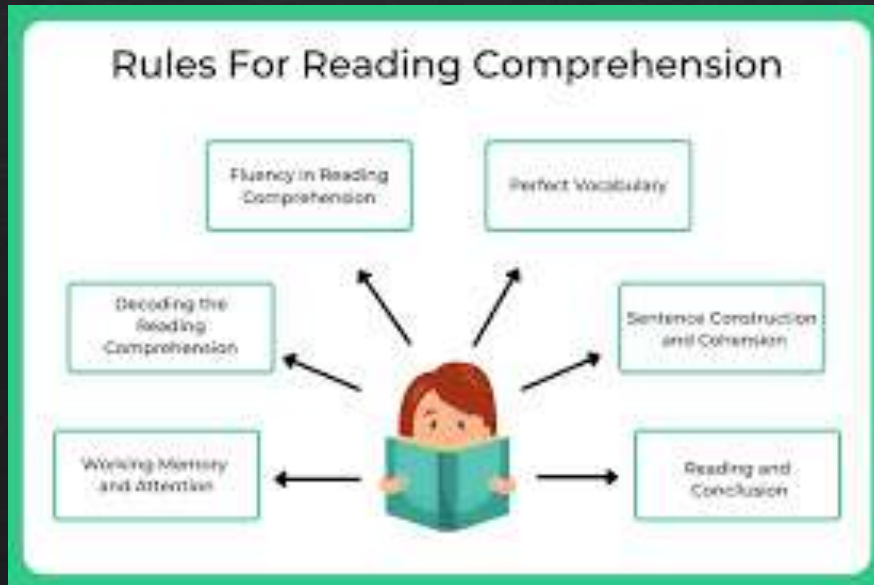 Rules For Reading Comprehension
Fluency in Reading
Comprehension
Perfect Vocabulary
Decoding the
Reading
Comprehension
Sentence Construction
and Cohension
Working Memory
and Attention
Reading and
Conclusion